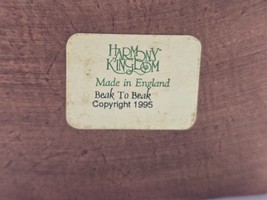 HARMONY
KINGDOM
Made in England
Beak To Beak
Copyright 1995